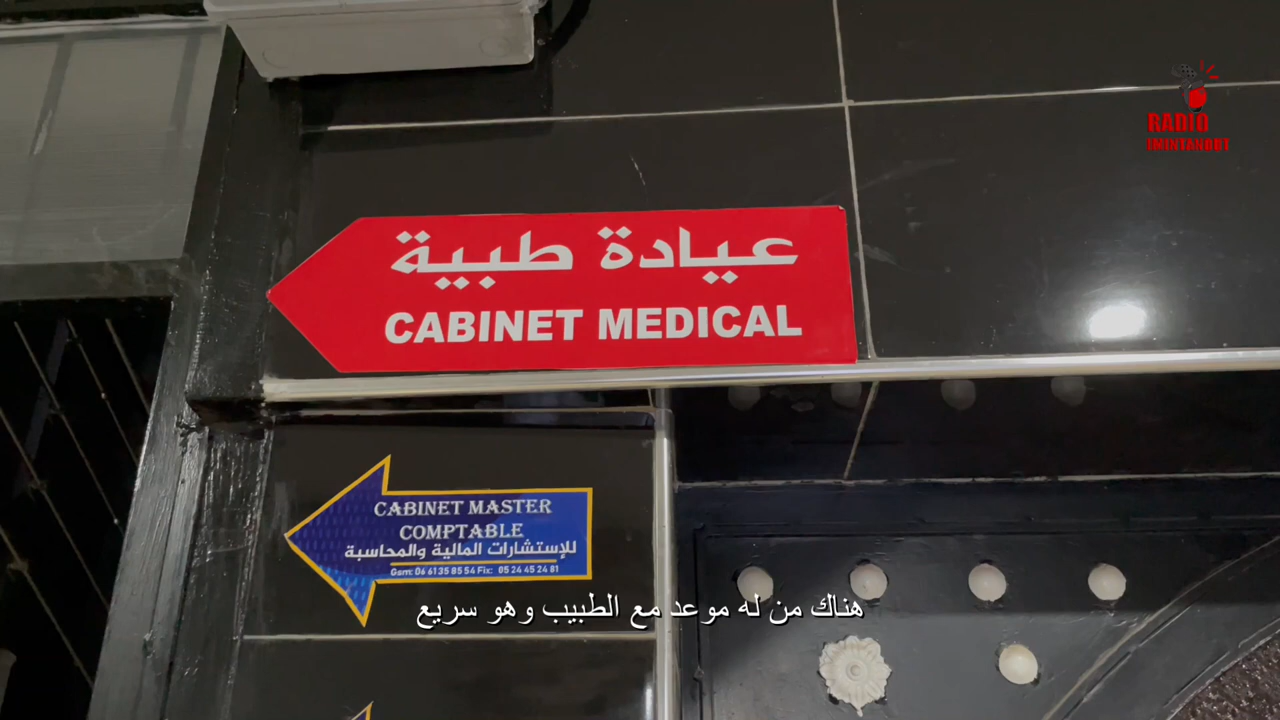 RADIO
IMINTANOUT
عيادة طبية
CABINET MEDICAL
CABINET MASTER
COMPTABLE
للإستشارات المالية والمحاسبة
Gsm: 06 61 35 85 54 Fix: 05 24 45 24 81
هناك من له موعد مع الطبيب وهو سريع